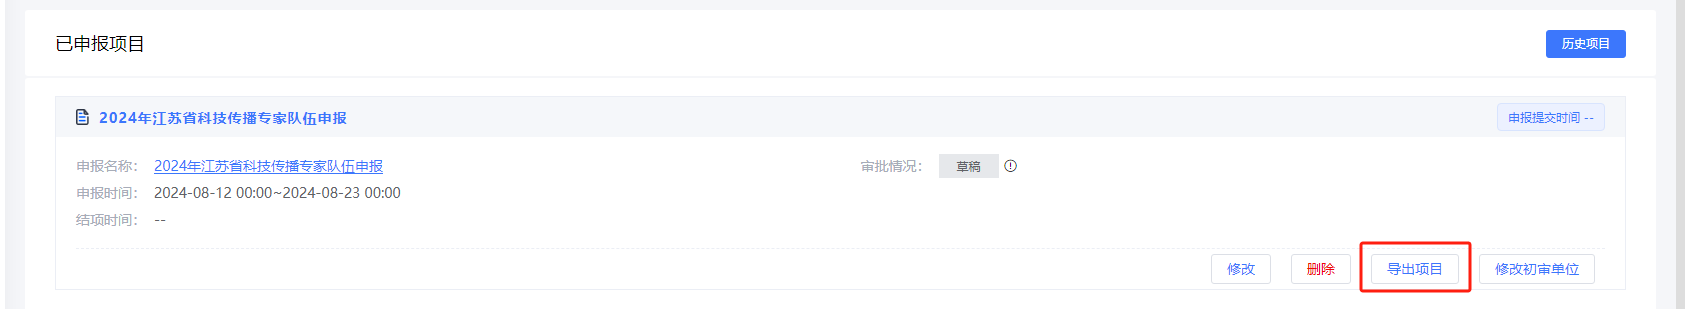 已申报项目
历史项目
2024年江苏省科技传播专家队伍申报
申报提交时间 --
申报名称： 2024年江苏省科技传播专家队伍申报
审批情况： 草稿
申报时间： 2024-08-12 00:00~2024-08-23 00:00
结项时间： --
修改 删除 导出项目 修改初审单位